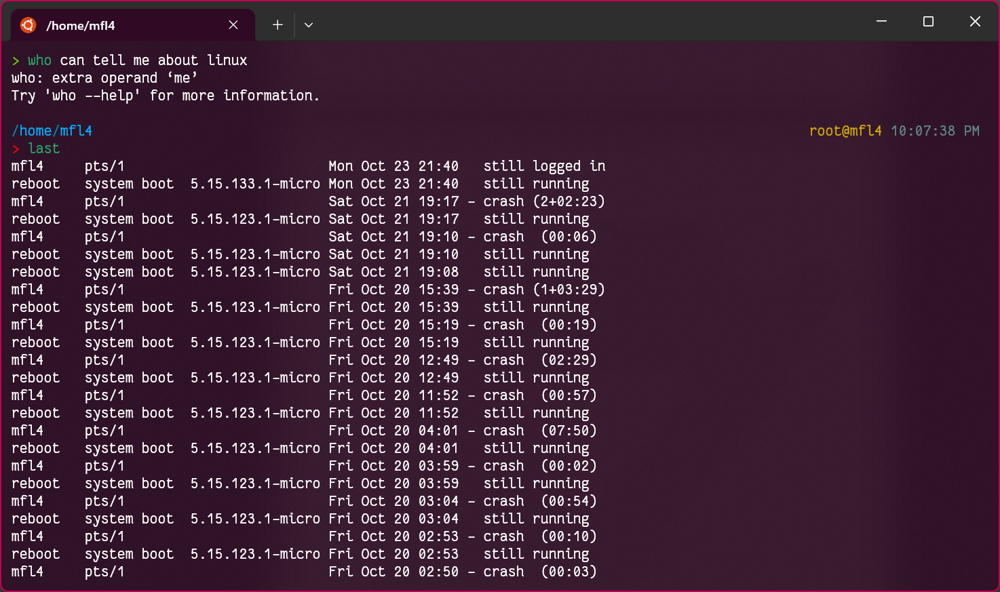 /home/mfl4
> who can tell me about linux
who: extra operand ‘me’
Try 'who --help' for more information.
/home/mfl4 root@mfl4 10:07:38 PM
> last
mfl4     pts/1                         Mon Oct 23 21:40   still logged in
reboot   system boot  5.15.133.1-micro Mon Oct 23 21:40   still running
mfl4     pts/1                         Sat Oct 21 19:17 - crash (2+02:23)
reboot   system boot  5.15.123.1-micro Sat Oct 21 19:17   still running
mfl4     pts/1                         Sat Oct 21 19:10 - crash  (00:06)
reboot   system boot  5.15.123.1-micro Sat Oct 21 19:10   still running
reboot   system boot  5.15.123.1-micro Sat Oct 21 19:08   still running
mfl4     pts/1                         Fri Oct 20 15:39 - crash (1+03:29)
reboot   system boot  5.15.123.1-micro Fri Oct 20 15:39   still running
mfl4     pts/1                         Fri Oct 20 15:19 - crash  (00:19)
reboot   system boot  5.15.123.1-micro Fri Oct 20 15:19   still running
mfl4     pts/1                         Fri Oct 20 12:49 - crash  (02:29)
reboot   system boot  5.15.123.1-micro Fri Oct 20 12:49   still running
mfl4     pts/1                         Fri Oct 20 11:52 - crash  (00:57)
reboot   system boot  5.15.123.1-micro Fri Oct 20 11:52   still running
mfl4     pts/1                         Fri Oct 20 04:01 - crash  (07:50)
reboot   system boot  5.15.123.1-micro Fri Oct 20 04:01   still running
mfl4     pts/1                         Fri Oct 20 03:59 - crash  (00:02)
reboot   system boot  5.15.123.1-micro Fri Oct 20 03:59   still running
mfl4     pts/1                         Fri Oct 20 03:04 - crash  (00:54)
reboot   system boot  5.15.123.1-micro Fri Oct 20 03:04   still running
mfl4     pts/1                         Fri Oct 20 02:53 - crash  (00:10)
reboot   system boot  5.15.123.1-micro Fri Oct 20 02:53   still running
mfl4     pts/1                         Fri Oct 20 02:50 - crash  (00:03)